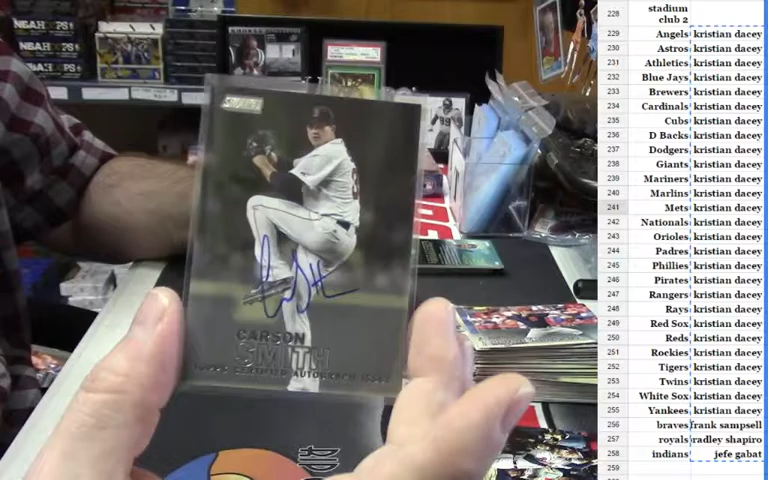 NBA HOOPS
STADIUM
CARSON
SMITH
TOPPS CERTIFIED AUTOGRAPH ISSUE
99
228 stadium club 2
229 Angels kristian dacey
230 Astros kristian dacey
231 Athletics kristian dacey
232 Blue Jays kristian dacey
233 Brewers kristian dacey
234 Cardinals kristian dacey
235 Cubs kristian dacey
236 D Backs kristian dacey
237 Dodgers kristian dacey
238 Giants kristian dacey
239 Mariners kristian dacey
240 Marlins kristian dacey
241 Mets kristian dacey
242 Nationals kristian dacey
243 Orioles kristian dacey
244 Padres kristian dacey
245 Phillies kristian dacey
246 Pirates kristian dacey
247 Rangers kristian dacey
248 Rays kristian dacey
249 Red Sox kristian dacey
250 Reds kristian dacey
251 Rockies kristian dacey
252 Tigers kristian dacey
253 Twins kristian dacey
254 White Sox kristian dacey
255 Yankees kristian dacey
256 braves frank sampsell
257 royals radley shapiro
258 indians jefe gabat
259